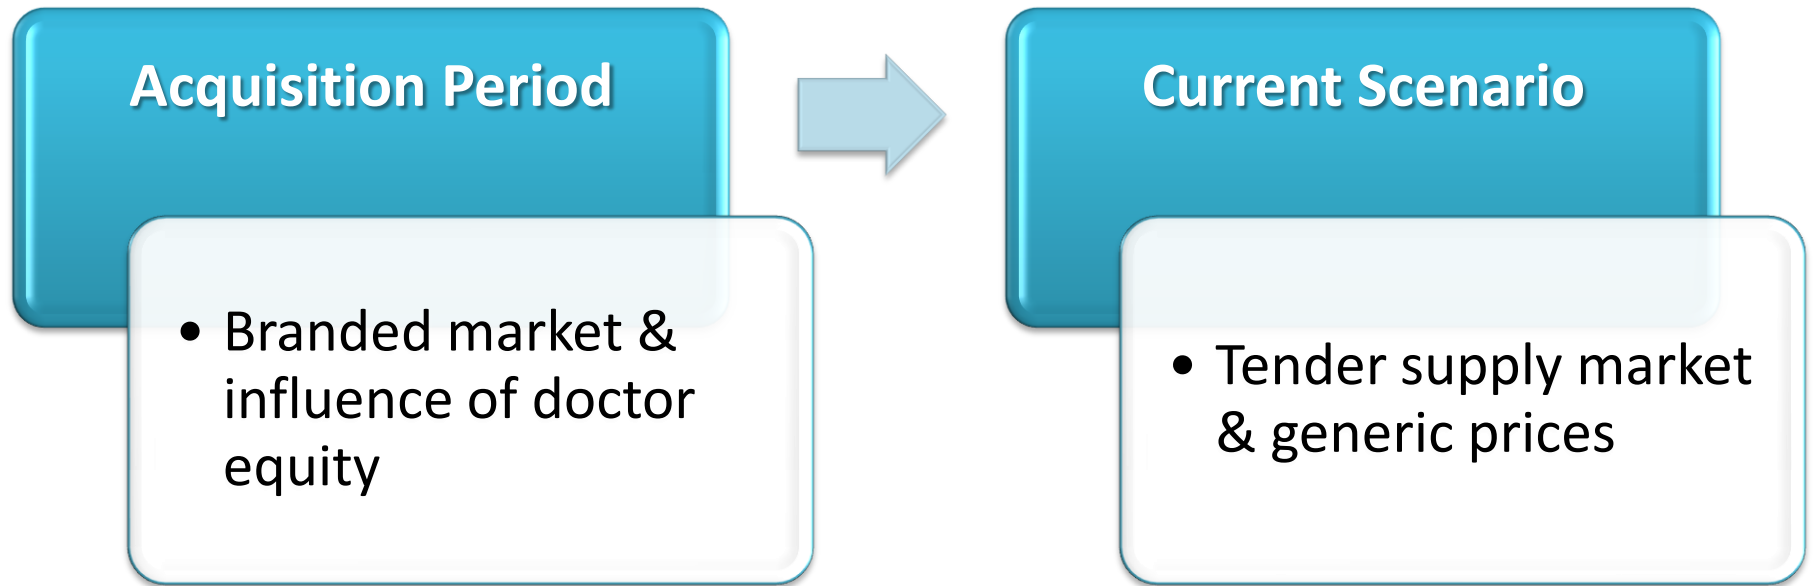 Acquisition Period
• Branded market &
influence of doctor
equity
Current Scenario
• Tender supply market
& generic prices